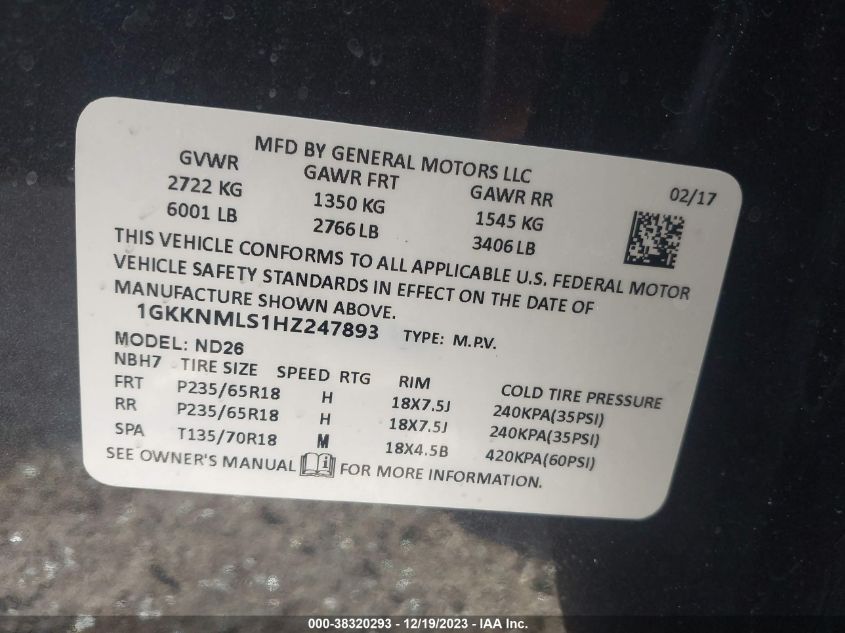 MFD BY GENERAL MOTORS LLC
GVWR GAWR FRT GAWR RR 02/17
2722 KG 1350 KG 1545 KG
6001 LB 2766 LB 3406 LB
THIS VEHICLE CONFORMS TO ALL APPLICABLE U.S. FEDERAL MOTOR
VEHICLE SAFETY STANDARDS IN EFFECT ON THE DATE OF
MANUFACTURE SHOWN ABOVE.
1GKKNMLS1HZ247893 TYPE: M.P.V.
MODEL: ND26
NBH7 TIRE SIZE SPEED RTG RIM COLD TIRE PRESSURE
FRT P235/65R18 H 18X7.5J 240KPA(35PSI)
RR P235/65R18 H 18X7.5J 240KPA(35PSI)
SPA T135/70R18 M 18X4.5B 420KPA(60PSI)
SEE OWNER'S MANUAL i FOR MORE INFORMATION.
000-38320293 - 12/19/2023 - IAA Inc.